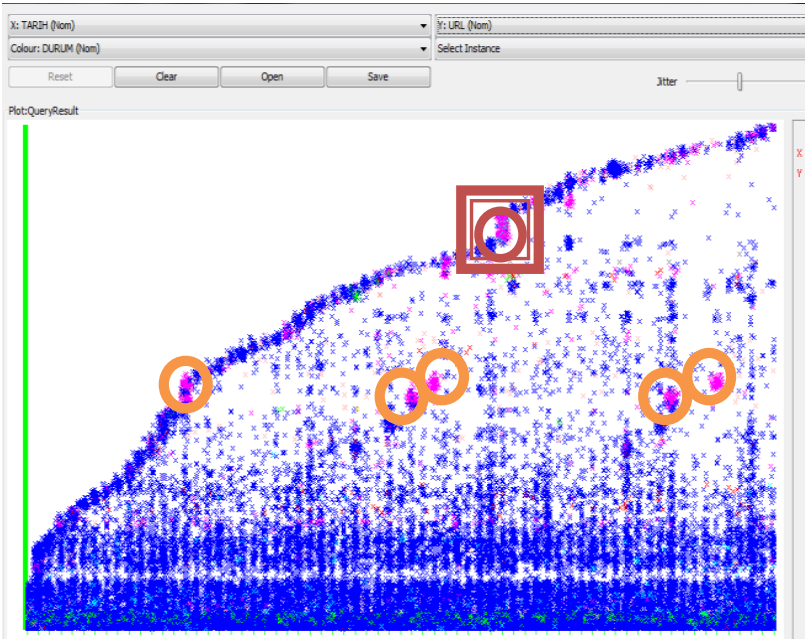 X: TARIH (Nom) Y: URL (Nom)
Colour: DURUM (Nom) Select Instance
Reset Clear Open Save Jitter
Plot:QueryResult
X
Y